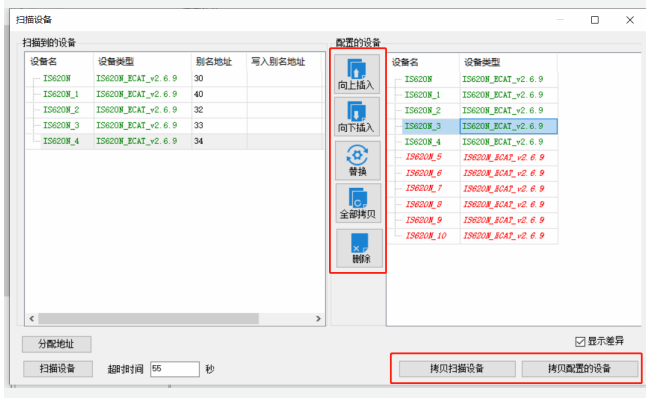 扫描设备
扫描到的设备
设备名 设备类型 别名地址 写入别名地址
IS620N IS620N_ECAT_v2.6.9 30
IS620N_1 IS620N_ECAT_v2.6.9 40
IS620N_2 IS620N_ECAT_v2.6.9 32
IS620N_3 IS620N_ECAT_v2.6.9 33
IS620N_4 IS620N_ECAT_v2.6.9 34
向上插入
向下插入
替换
全部拷贝
删除
配置的设备
设备名 设备类型
IS620N IS620N_ECAT_v2.6.9
IS620N_1 IS620N_ECAT_v2.6.9
IS620N_2 IS620N_ECAT_v2.6.9
IS620N_3 IS620N_ECAT_v2.6.9
IS620N_4 IS620N_ECAT_v2.6.9
IS620N_5 IS620N_ECAT_v2.6.9
IS620N_6 IS620N_ECAT_v2.6.9
IS620N_7 IS620N_ECAT_v2.6.9
IS620N_8 IS620N_ECAT_v2.6.9
IS620N_9 IS620N_ECAT_v2.6.9
IS620N_10 IS620N_ECAT_v2.6.9
分配地址
显示差异
扫描设备 超时时间 55 秒
拷贝扫描设备 拷贝配置的设备